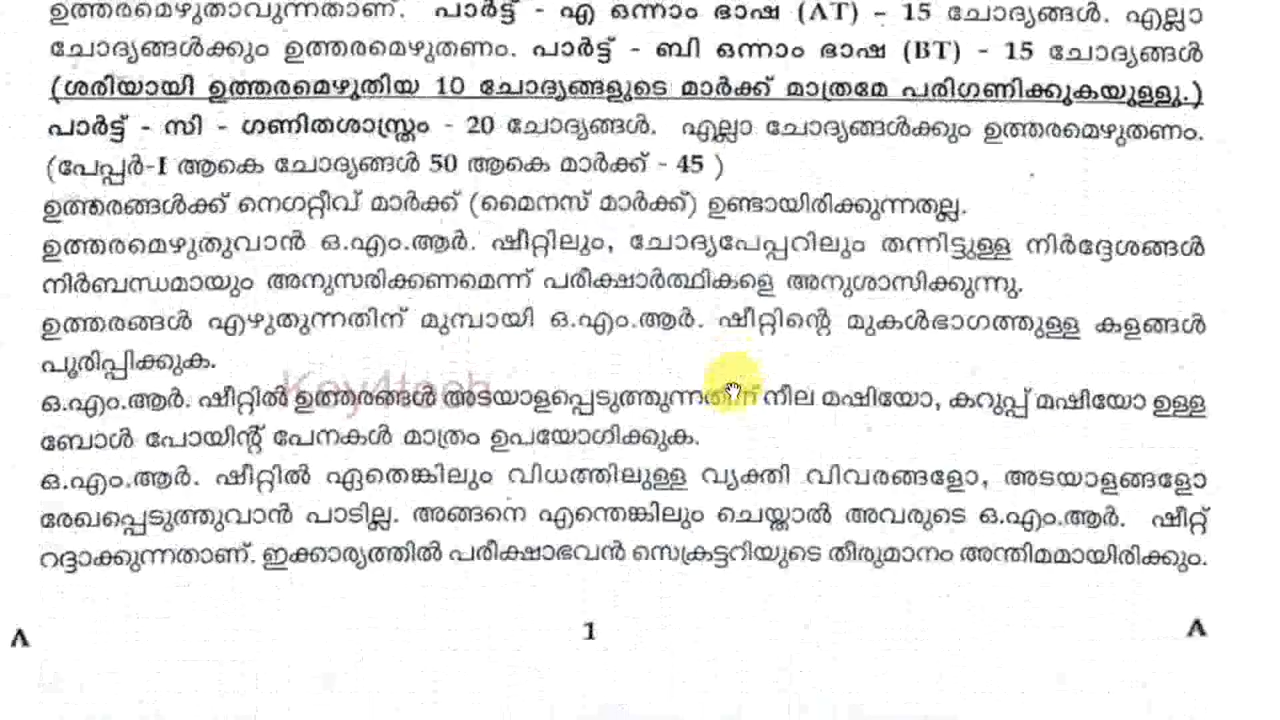 ഉത്തരമെഴുതാവുന്നതാണ്. പാർട്ട് - എ ഒന്നാം ഭാഷ (AT) - 15 ചോദ്യങ്ങൾ. എല്ലാ
ചോദ്യങ്ങൾക്കും ഉത്തരമെഴുതണം. പാർട്ട് - ബി ഒന്നാം ഭാഷ (BT) - 15 ചോദ്യങ്ങൾ
(ശരിയായി ഉത്തരമെഴുതിയ 10 ചോദ്യങ്ങളുടെ മാർക്ക് മാത്രമേ പരിഗണിക്കുകയുള്ളു.)
പാർട്ട് - സി - ഗണിതശാസ്ത്രം - 20 ചോദ്യങ്ങൾ. എല്ലാ ചോദ്യങ്ങൾക്കും ഉത്തരമെഴുതണം.
(പേപ്പർ-I ആകെ ചോദ്യങ്ങൾ 50 ആകെ മാർക്ക് - 45 )
ഉത്തരങ്ങൾക്ക് നെഗറ്റീവ് മാർക്ക് (മൈനസ് മാർക്ക്) ഉണ്ടായിരിക്കുന്നതല്ല.
ഉത്തരമെഴുതുവാൻ ഒ.എം.ആർ. ഷീറ്റിലും, ചോദ്യപേപ്പറിലും തന്നിട്ടുള്ള നിർദ്ദേശങ്ങൾ
നിർബന്ധമായും അനുസരിക്കണമെന്ന് പരീക്ഷാർത്ഥികളെ അനുശാസിക്കുന്നു.
ഉത്തരങ്ങൾ എഴുതുന്നതിന് മുമ്പായി ഒ.എം.ആർ. ഷീറ്റിന്റെ മുകൾഭാഗത്തുള്ള കളങ്ങൾ
പൂരിപ്പിക്കുക.
Key4tech
ഒ.എം.ആർ. ഷീറ്റിൽ ഉത്തരങ്ങൾ അടയാളപ്പെടുത്തുന്നതിന് നീല മഷിയോ, കറുപ്പ് മഷിയോ ഉള്ള
ബോൾ പോയിന്റ് പേനകൾ മാത്രം ഉപയോഗിക്കുക.
ഒ.എം.ആർ. ഷീറ്റിൽ ഏതെങ്കിലും വിധത്തിലുള്ള വ്യക്തി വിവരങ്ങളോ, അടയാളങ്ങളോ
രേഖപ്പെടുത്തുവാൻ പാടില്ല. അങ്ങനെ എന്തെങ്കിലും ചെയ്താൽ അവരുടെ ഒ.എം.ആർ. ഷീറ്റ്
റദ്ദാക്കുന്നതാണ്. ഇക്കാര്യത്തിൽ പരീക്ഷാഭവൻ സെക്രട്ടറിയുടെ തീരുമാനം അന്തിമമായിരിക്കും.
A 1 A